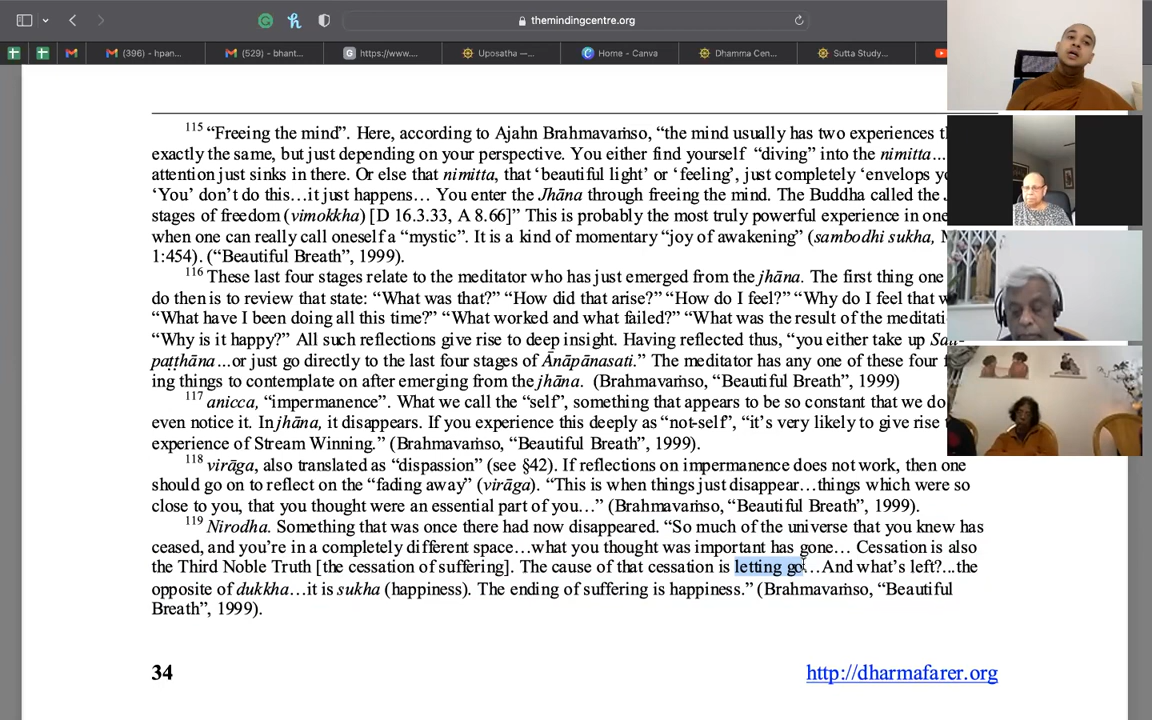 themindingcentre.org
(396) – hpan...
(529) – bhant...
https://www....
Uposatha —...
Home – Canva
Dhamma Cen...
Sutta Study...
115 “Freeing the mind”. Here, according to Ajahn Brahmavaṁso, “the mind usually has two experiences
exactly the same, but just depending on your perspective. You either find yourself “diving” into the nimitta...
attention just sinks in there. Or else that nimitta, that ‘beautiful light’ or ‘feeling’, just completely ‘envelops
‘You’ don’t do this…it just happens… You enter the Jhāna through freeing the mind. The Buddha called the
stages of freedom (vimokkha) [D 16.3.33, A 8.66]” This is probably the most truly powerful experience in one
when one can really call oneself a “mystic”. It is a kind of momentary “joy of awakening” (sambodhi sukha,
1:454). (“Beautiful Breath”, 1999).
116 These last four stages relate to the meditator who has just emerged from the jhāna. The first thing one
do then is to review that state: “What was that?” “How did that arise?” “How do I feel?” “Why do I feel that
“What have I been doing all this time?” “What worked and what failed?” “What was the result of the
“Why is it happy?” All such reflections give rise to deep insight. Having reflected thus, “you either take up
paṭṭhāna...or just go directly to the last four stages of Ānāpānasati.” The meditator has any one of these four
ing things to contemplate on after emerging from the jhāna. (Brahmavaṁso, “Beautiful Breath”, 1999)
117 anicca, “impermanence”. What we call the “self”, something that appears to be so constant that we do
even notice it. In jhāna, it disappears. If you experience this deeply as “not-self”, “it’s very likely to give rise
experience of Stream Winning.” (Brahmavaṁso, “Beautiful Breath”, 1999).
118 virāga, also translated as “dispassion” (see §42). If reflections on impermanence does not work, then one
should go on to reflect on the “fading away” (virāga). “This is when things just disappear…things which were so
close to you, that you thought were an essential part of you…” (Brahmavaṁso, “Beautiful Breath”, 1999).
119 Nirodha. Something that was once there had now disappeared. “So much of the universe that you knew has
ceased, and you’re in a completely different space…what you thought was important has gone… Cessation is also
the Third Noble Truth [the cessation of suffering]. The cause of that cessation is letting go…And what’s left?...the
opposite of dukkha…it is sukha (happiness). The ending of suffering is happiness.” (Brahmavaṁso, “Beautiful
Breath”, 1999).
34
http://dharmafarer.org